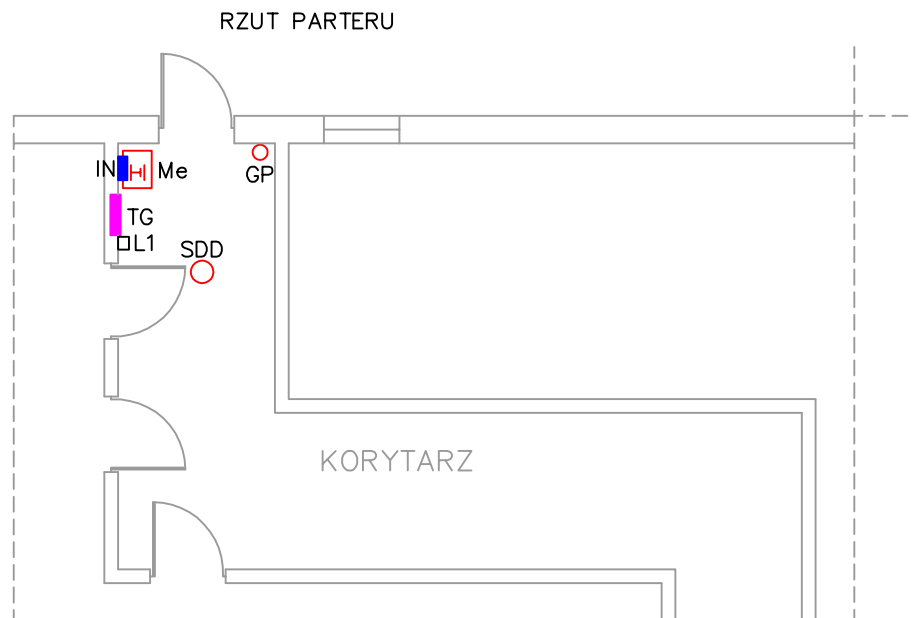 RZUT PARTERU
IN Me
GP
TG
L1
SDD
KORYTARZ